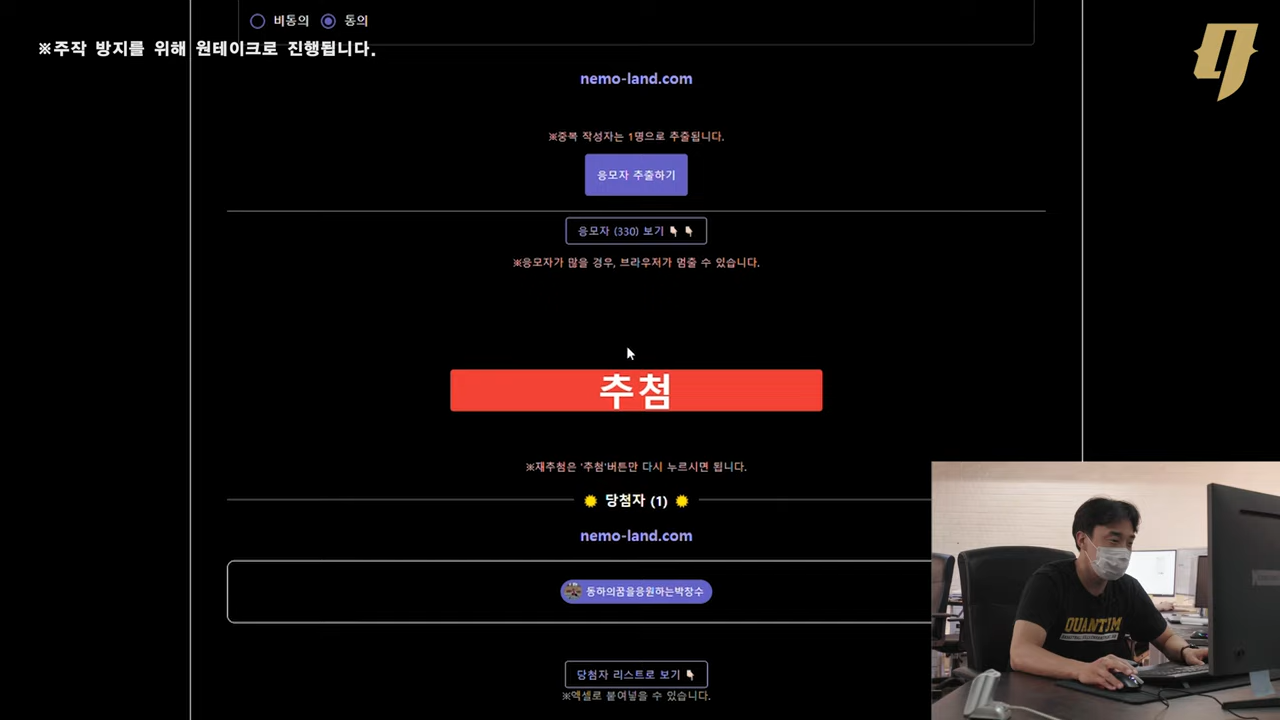 비동의 동의
※주작 방지를 위해 원테이크로 진행됩니다.
nemo-land.com
※중복 작성자는 1명으로 추출됩니다.
응모자 추출하기
응모자 (330) 보기 👇🏻 👇🏻
※응모자가 많을 경우, 브라우저가 멈출 수 있습니다.
추첨
※재추첨은 '추첨'버튼만 다시 누르시면 됩니다.
당첨자 (1)
nemo-land.com
동하의꿈을응원하는박창수
당첨자 리스트로 보기 👇🏻
※엑셀로 붙여넣을 수 있습니다.
QUANTUM